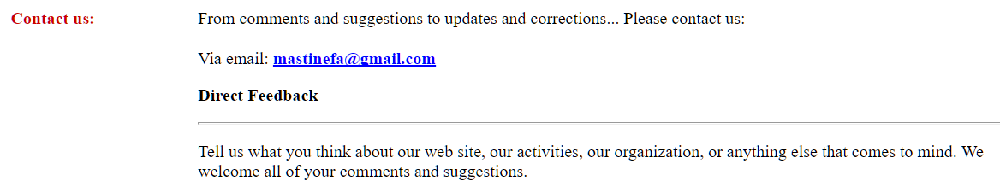 Contact us: From comments and suggestions to updates and corrections... Please contact us:
Via email: mastinefa@gmail.com
Direct Feedback
Tell us what you think about our web site, our activities, our organization, or anything else that comes to mind. We
welcome all of your comments and suggestions.